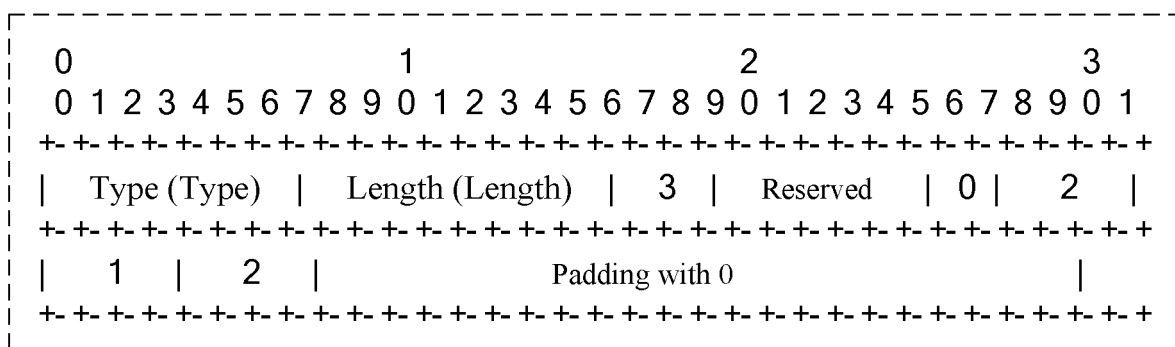 0 1 2 3
0 1 2 3 4 5 6 7 8 9 0 1 2 3 4 5 6 7 8 9 0 1 2 3 4 5 6 7 8 9 0 1
+- +- +- +- +- +- +- +- +- +- +- +- +- +- +- +- +- +- +- +- +- +- +- +- +- +- +- +- +- +- +- +- +
| Type (Type) | Length (Length) | 3 | Reserved | 0 | 2 |
+- +- +- +- +- +- +- +- +- +- +- +- +- +- +- +- +- +- +- +- +- +- +- +- +- +- +- +- +- +- +- +- +
| 1 | 2 | Padding with 0 |
+- +- +- +- +- +- +- +- +- +- +- +- +- +- +- +- +- +- +- +- +- +- +- +- +- +- +- +- +- +- +- +- +